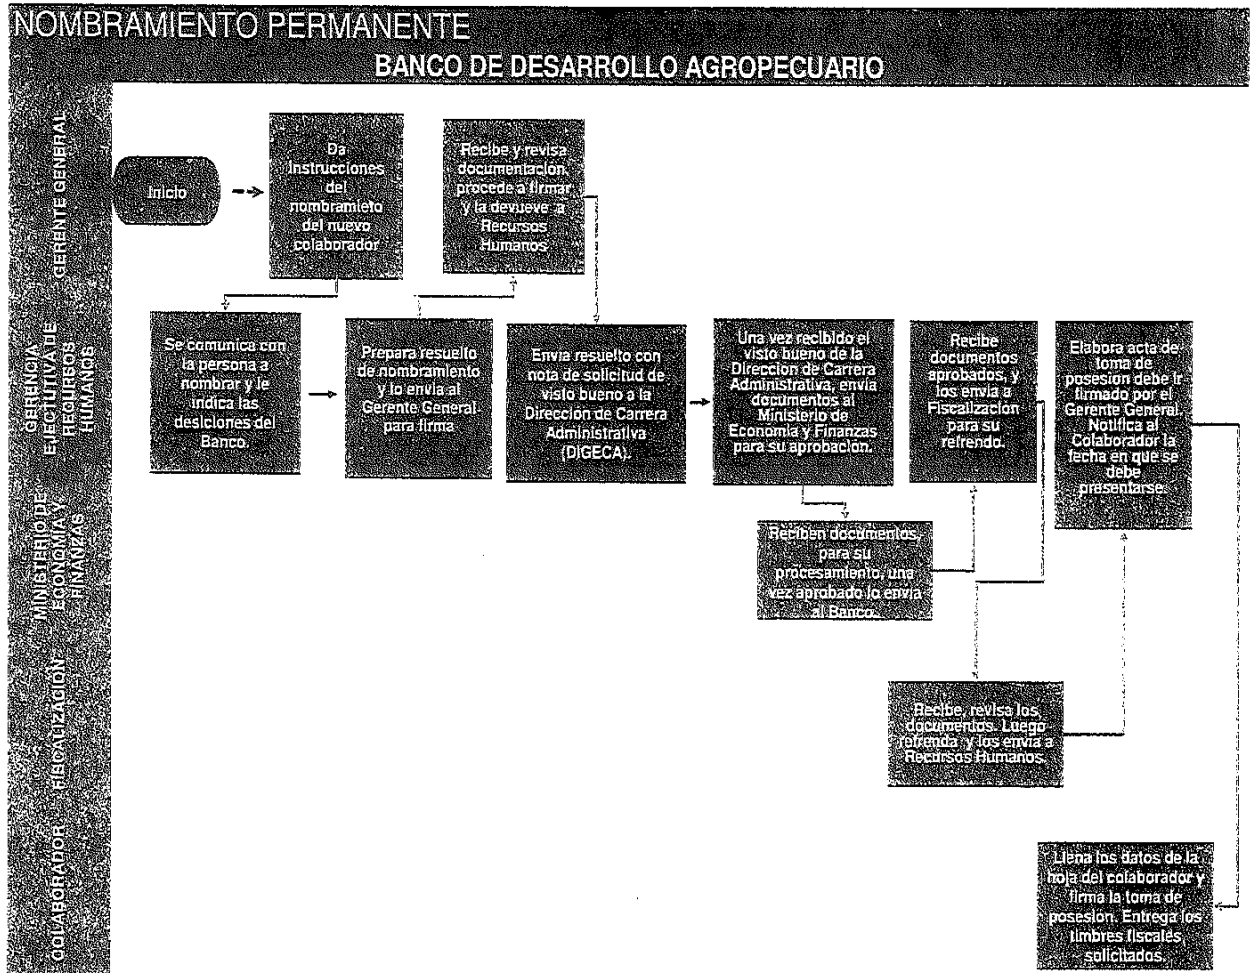 NOMBRAMIENTO PERMANENTE
BANCO DE DESARROLLO AGROPECUARIO
GERENTE GENERAL
Inicio
Da
instrucciones
del
nombramieto
del nuevo
colaborador
Recibe y revisa
documentación,
procede a firmar
y la devueve a
Recursos
Humanos
GERENCIA
EJECTUTIVA DE
RECURSOS
HUMANOS
Se comunica con
la persona a
nombrar y le
indica las
desiciones del
Banco.
Prepara resuelto
de nombramiento
y lo envia al
Gerente General
para firma
Envia resuelto con
nota de solicitud de
visto bueno a la
Dirección de Carrera
Administrativa
(DIGECA).
Una vez recibido el
visto bueno de la
Dirección de Carrera
Administrativa, envía
documentos al
Ministerio de
Economía y Finanzas
para su aprobación.
Recibe
documentos
aprobados, y
los envia a
Fiscalización
para su
refrendo.
Elabora acta de
toma de
posesión debe ir
firmado por el
Gerente General.
Notifica al
Colaborador la
fecha en que se
debe
presentarse.
MINISTERIO DE
ECONOMÍA Y
FINANZAS
Reciben documentos,
para su
procesamiento, una
vez aprobado lo envia
al Banco.
FISCALIZACIÓN
Recibe, revisa los,
documentos. Luego
refrenda y los envia a
Recursos Humanos.
COLABORADOR
Llena los datos de la
hoja del colaborador y
firma la toma de
posesión. Entrega los
timbres fiscales
solicitados.